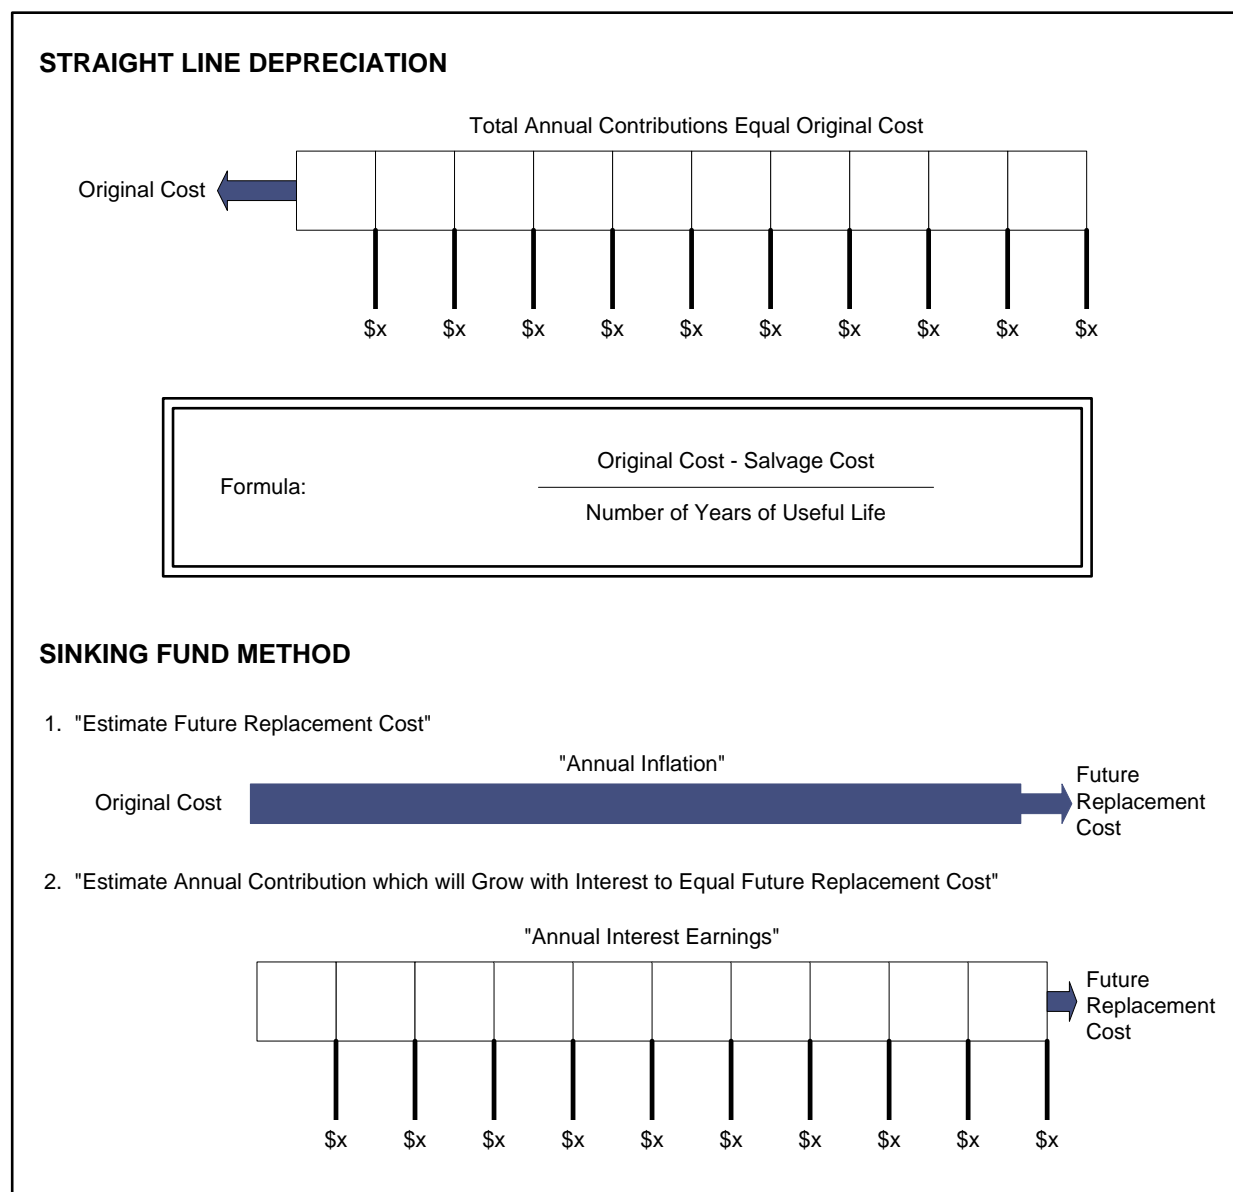 STRAIGHT LINE DEPRECIATION
Total Annual Contributions Equal Original Cost
Original Cost
$x $x $x $x $x $x $x $x $x $x
Formula:
Original Cost - Salvage Cost
Number of Years of Useful Life
SINKING FUND METHOD
1. "Estimate Future Replacement Cost"
"Annual Inflation"
Original Cost
Future
Replacement
Cost
2. "Estimate Annual Contribution which will Grow with Interest to Equal Future Replacement Cost"
"Annual Interest Earnings"
Future
Replacement
Cost
$x $x $x $x $x $x $x $x $x $x